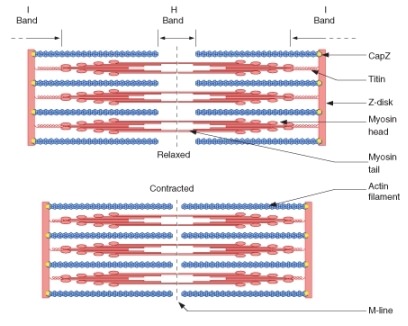 I
Band
H
Band
I
Band
CapZ
Titin
Z-disk
Myosin
head
Relaxed
Myosin
tail
Contracted
Actin
filament
M-line